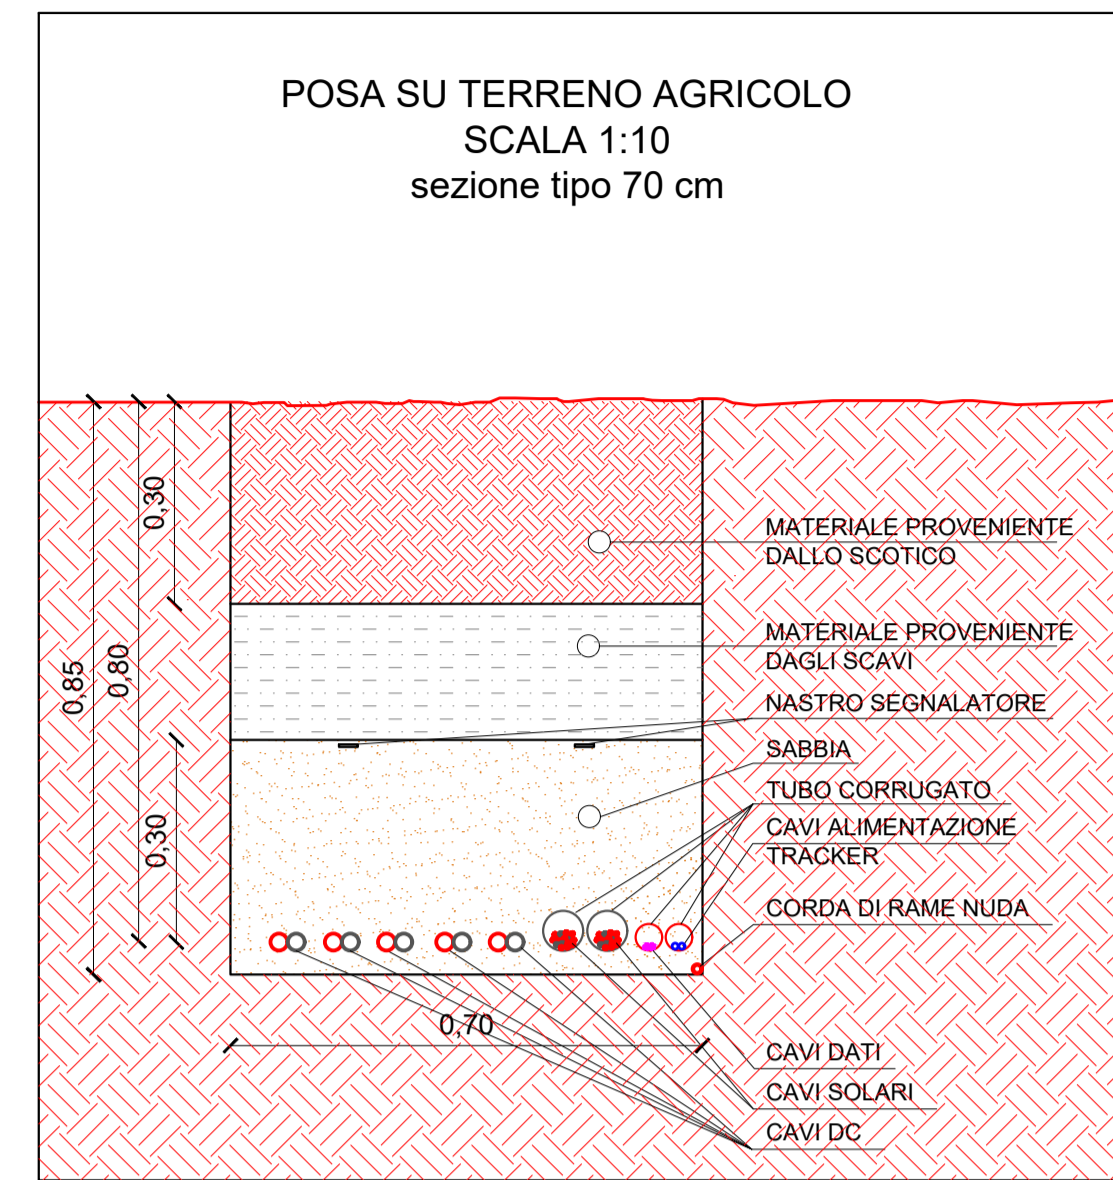 POSA SU TERRENO AGRICOLO
SCALA 1:10
sezione tipo 70 cm
0,30
0,80
0,85
0,30
0,70
MATERIALE PROVENIENTE
DALLO SCOTICO
MATERIALE PROVENIENTE
DAGLI SCAVI
NASTRO SEGNALATORE
SABBIA
TUBO CORRUGATO
CAVI ALIMENTAZIONE
TRACKER
CORDA DI RAME NUDA
CAVI DATI
CAVI SOLARI
CAVI DC